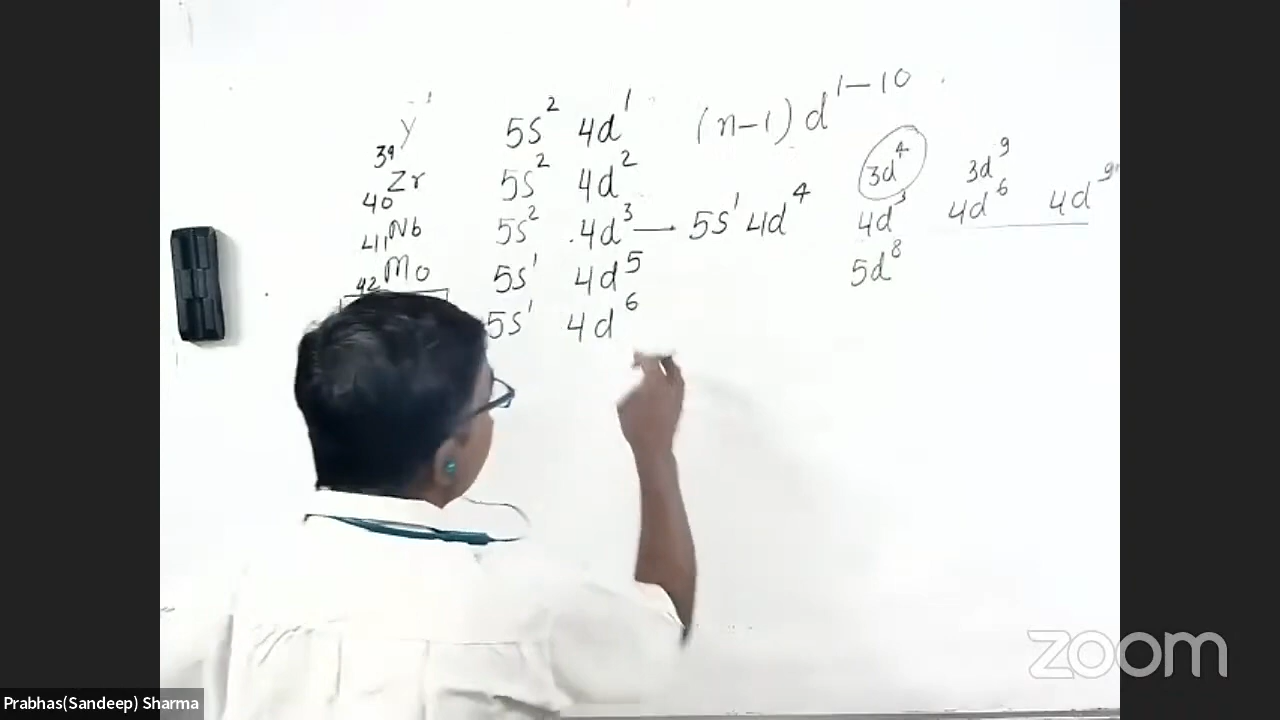 39Y 5s² 4d¹ (n-1)d¹⁻¹⁰
40Zr 5s² 4d² 3d⁴ 3d⁹
41Nb 5s² 4d³ → 5s¹ 4d⁴ 4d³ 4d⁶ 4d⁹
42Mo 5s¹ 4d⁵ 5d⁸
5s¹ 4d⁶
zoom
Prabhas(Sandeep) Sharma